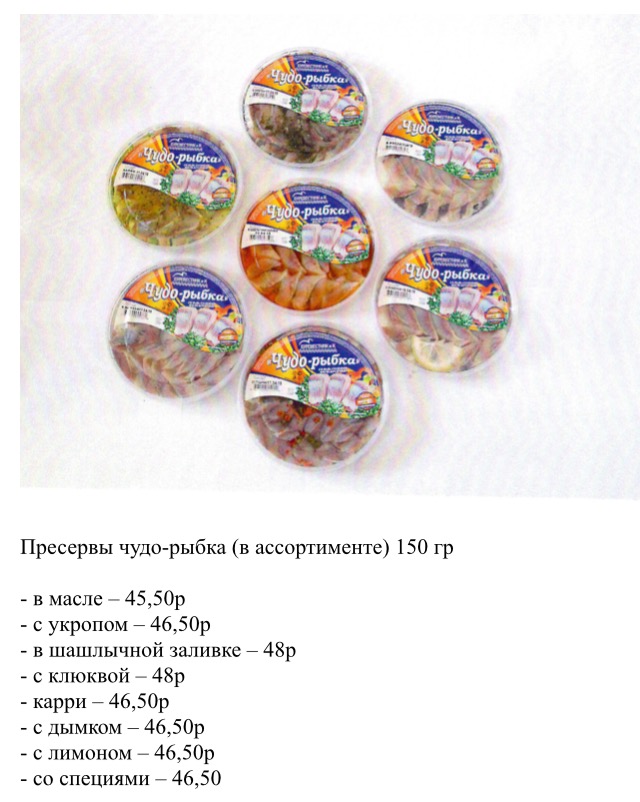 «Чудо-рыбка»
«Чудо-рыбка»
«Чудо-рыбка»
«Чудо-рыбка»
«Чудо-рыбка»
«Чудо-рыбка»
«Чудо-рыбка»
Пресервы чудо-рыбка (в ассортименте) 150 гр
- в масле – 45,50р
- с укропом – 46,50р
- в шашлычной заливке – 48р
- с клюквой – 48р
- карри – 46,50р
- с дымком – 46,50р
- с лимоном – 46,50р
- со специями – 46,50